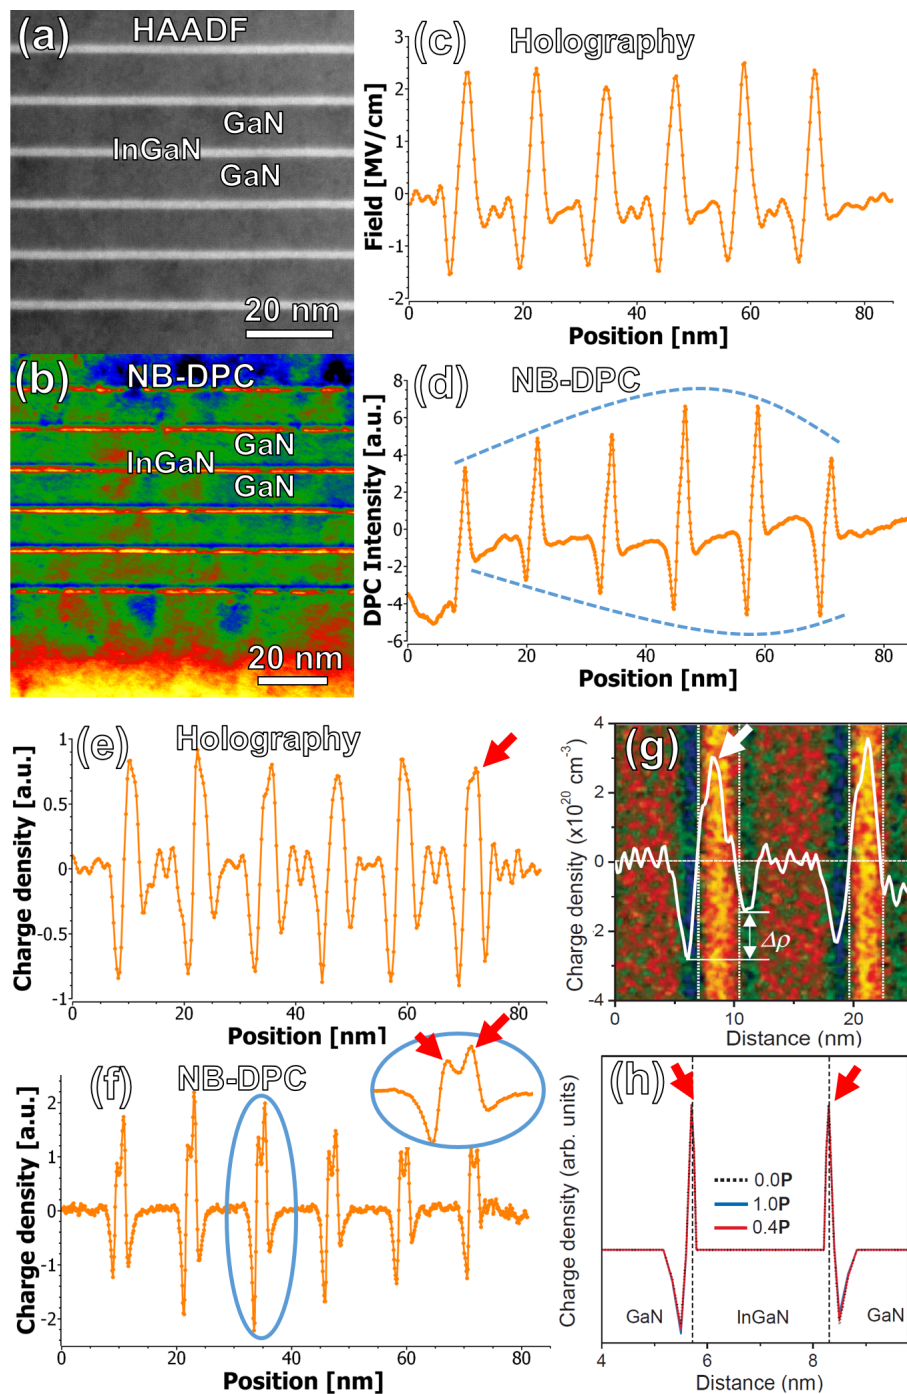 (a)
HAADF
GaN
InGaN
GaN
20 nm
(b)
NB-DPC
GaN
InGaN
GaN
20 nm
(c)
Holography
Field [MV/cm]
3
2
1
0
-1
-2
0 20 40 60 80
Position [nm]
(d)
NB-DPC
DPC Intensity [a.u.]
8
6
4
2
0
-2
-4
-6
0 20 40 60 80
Position [nm]
(e)
Holography
Charge density [a.u.]
1
0.5
0
-0.5
-1
0 20 40 60 80
Position [nm]
(f)
NB-DPC
Charge density [a.u.]
2
1
0
-1
-2
0 20 40 60 80
Position [nm]
(g)
Charge density (x10²⁰ cm⁻³)
4
2
0
-2
-4
Δρ
0 10 20
Distance (nm)
(h)
Charge density (arb. units)
0.0P
1.0P
0.4P
GaN InGaN GaN
4 6 8
Distance (nm)